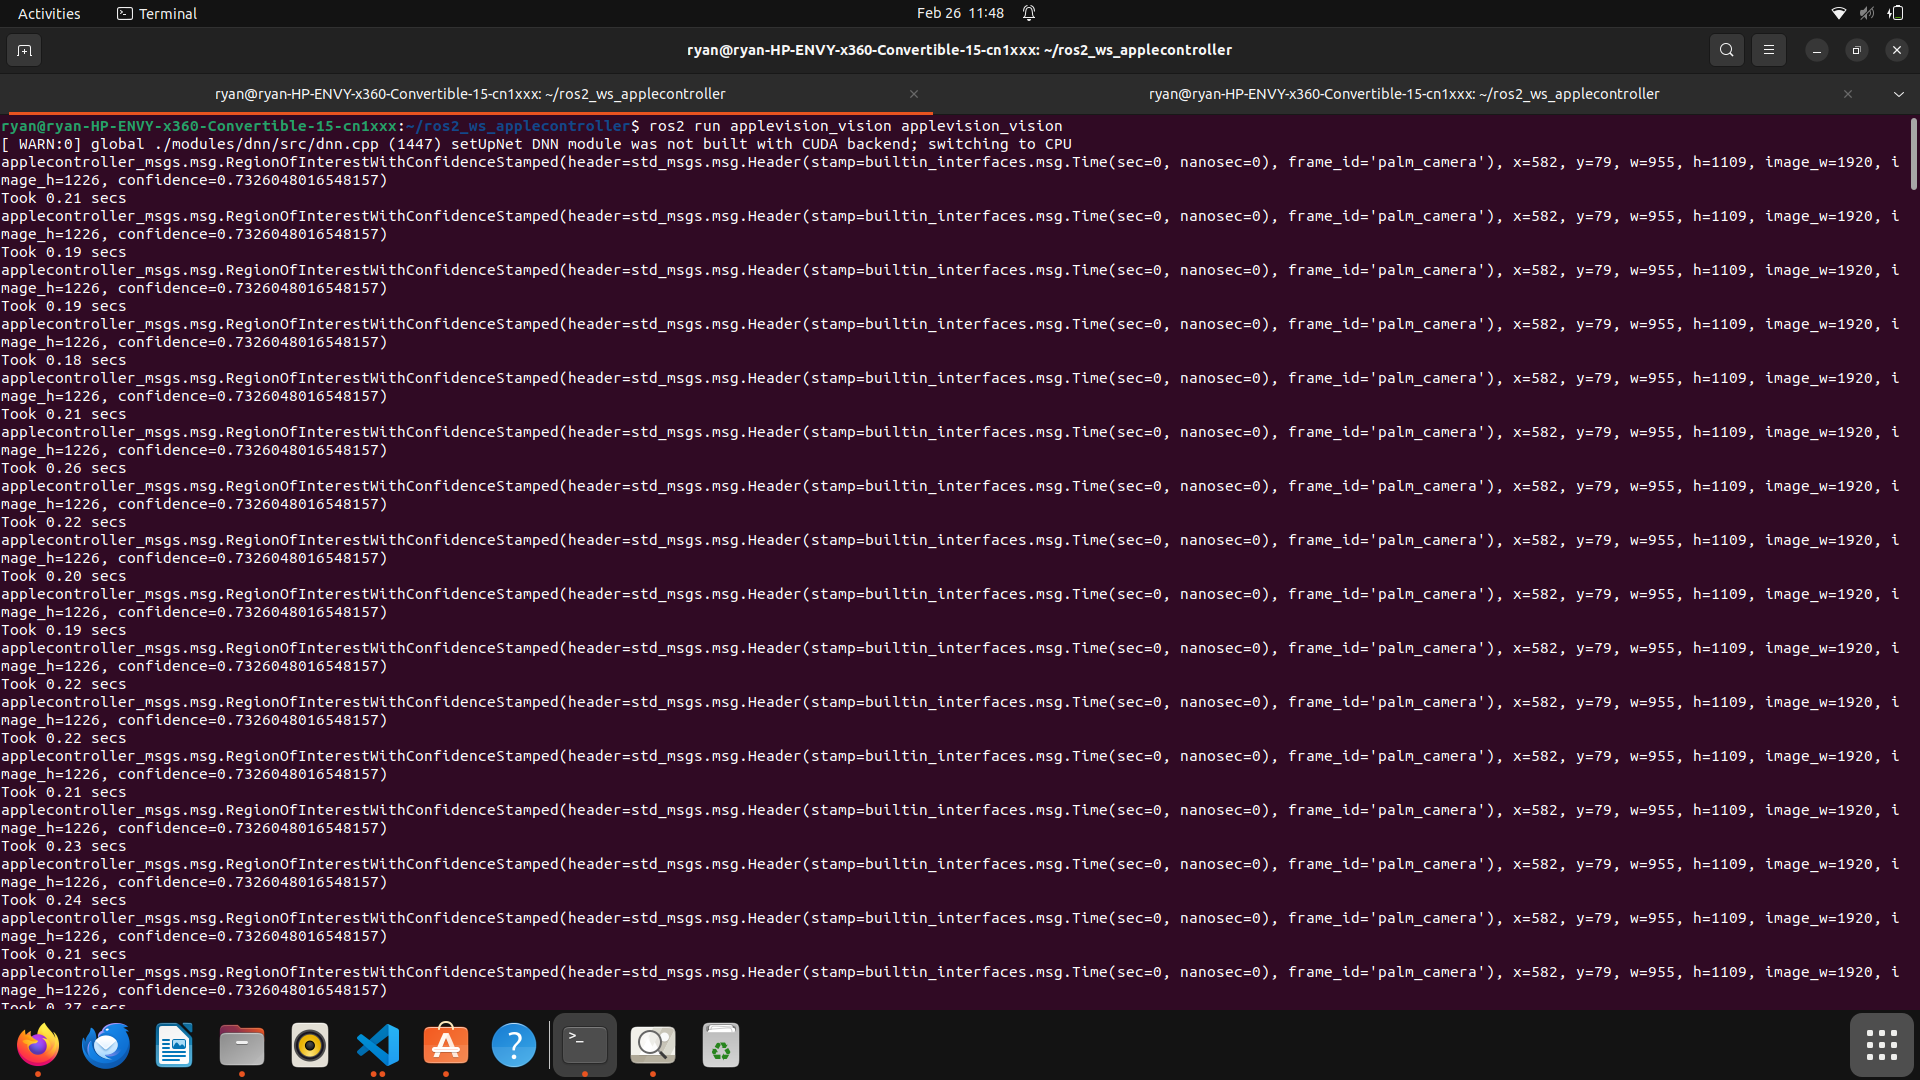 Activities
Terminal
Feb 26 11:48
ryan@ryan-HP-ENVY-x360-Convertible-15-cn1xxx: ~/ros2_ws_applecontroller
ryan@ryan-HP-ENVY-x360-Convertible-15-cn1xxx: ~/ros2_ws_applecontroller
ryan@ryan-HP-ENVY-x360-Convertible-15-cn1xxx: ~/ros2_ws_applecontroller
ryan@ryan-HP-ENVY-x360-Convertible-15-cn1xxx:~/ros2_ws_applecontroller$ ros2 run applevision_vision applevision_vision
[ WARN:0] global ./modules/dnn/src/dnn.cpp (1447) setUpNet DNN module was not built with CUDA backend; switching to CPU
applecontroller_msgs.msg.RegionOfInterestWithConfidenceStamped(header=std_msgs.msg.Header(stamp=builtin_interfaces.msg.Time(sec=0, nanosec=0), frame_id='palm_camera'), x=582, y=79, w=955, h=1109, image_w=1920, i
mage_h=1226, confidence=0.7326048016548157)
Took 0.21 secs
applecontroller_msgs.msg.RegionOfInterestWithConfidenceStamped(header=std_msgs.msg.Header(stamp=builtin_interfaces.msg.Time(sec=0, nanosec=0), frame_id='palm_camera'), x=582, y=79, w=955, h=1109, image_w=1920, i
mage_h=1226, confidence=0.7326048016548157)
Took 0.19 secs
applecontroller_msgs.msg.RegionOfInterestWithConfidenceStamped(header=std_msgs.msg.Header(stamp=builtin_interfaces.msg.Time(sec=0, nanosec=0), frame_id='palm_camera'), x=582, y=79, w=955, h=1109, image_w=1920, i
mage_h=1226, confidence=0.7326048016548157)
Took 0.19 secs
applecontroller_msgs.msg.RegionOfInterestWithConfidenceStamped(header=std_msgs.msg.Header(stamp=builtin_interfaces.msg.Time(sec=0, nanosec=0), frame_id='palm_camera'), x=582, y=79, w=955, h=1109, image_w=1920, i
mage_h=1226, confidence=0.7326048016548157)
Took 0.18 secs
applecontroller_msgs.msg.RegionOfInterestWithConfidenceStamped(header=std_msgs.msg.Header(stamp=builtin_interfaces.msg.Time(sec=0, nanosec=0), frame_id='palm_camera'), x=582, y=79, w=955, h=1109, image_w=1920, i
mage_h=1226, confidence=0.7326048016548157)
Took 0.21 secs
applecontroller_msgs.msg.RegionOfInterestWithConfidenceStamped(header=std_msgs.msg.Header(stamp=builtin_interfaces.msg.Time(sec=0, nanosec=0), frame_id='palm_camera'), x=582, y=79, w=955, h=1109, image_w=1920, i
mage_h=1226, confidence=0.7326048016548157)
Took 0.26 secs
applecontroller_msgs.msg.RegionOfInterestWithConfidenceStamped(header=std_msgs.msg.Header(stamp=builtin_interfaces.msg.Time(sec=0, nanosec=0), frame_id='palm_camera'), x=582, y=79, w=955, h=1109, image_w=1920, i
mage_h=1226, confidence=0.7326048016548157)
Took 0.22 secs
applecontroller_msgs.msg.RegionOfInterestWithConfidenceStamped(header=std_msgs.msg.Header(stamp=builtin_interfaces.msg.Time(sec=0, nanosec=0), frame_id='palm_camera'), x=582, y=79, w=955, h=1109, image_w=1920, i
mage_h=1226, confidence=0.7326048016548157)
Took 0.20 secs
applecontroller_msgs.msg.RegionOfInterestWithConfidenceStamped(header=std_msgs.msg.Header(stamp=builtin_interfaces.msg.Time(sec=0, nanosec=0), frame_id='palm_camera'), x=582, y=79, w=955, h=1109, image_w=1920, i
mage_h=1226, confidence=0.7326048016548157)
Took 0.19 secs
applecontroller_msgs.msg.RegionOfInterestWithConfidenceStamped(header=std_msgs.msg.Header(stamp=builtin_interfaces.msg.Time(sec=0, nanosec=0), frame_id='palm_camera'), x=582, y=79, w=955, h=1109, image_w=1920, i
mage_h=1226, confidence=0.7326048016548157)
Took 0.22 secs
applecontroller_msgs.msg.RegionOfInterestWithConfidenceStamped(header=std_msgs.msg.Header(stamp=builtin_interfaces.msg.Time(sec=0, nanosec=0), frame_id='palm_camera'), x=582, y=79, w=955, h=1109, image_w=1920, i
mage_h=1226, confidence=0.7326048016548157)
Took 0.22 secs
applecontroller_msgs.msg.RegionOfInterestWithConfidenceStamped(header=std_msgs.msg.Header(stamp=builtin_interfaces.msg.Time(sec=0, nanosec=0), frame_id='palm_camera'), x=582, y=79, w=955, h=1109, image_w=1920, i
mage_h=1226, confidence=0.7326048016548157)
Took 0.21 secs
applecontroller_msgs.msg.RegionOfInterestWithConfidenceStamped(header=std_msgs.msg.Header(stamp=builtin_interfaces.msg.Time(sec=0, nanosec=0), frame_id='palm_camera'), x=582, y=79, w=955, h=1109, image_w=1920, i
mage_h=1226, confidence=0.7326048016548157)
Took 0.23 secs
applecontroller_msgs.msg.RegionOfInterestWithConfidenceStamped(header=std_msgs.msg.Header(stamp=builtin_interfaces.msg.Time(sec=0, nanosec=0), frame_id='palm_camera'), x=582, y=79, w=955, h=1109, image_w=1920, i
mage_h=1226, confidence=0.7326048016548157)
Took 0.24 secs
applecontroller_msgs.msg.RegionOfInterestWithConfidenceStamped(header=std_msgs.msg.Header(stamp=builtin_interfaces.msg.Time(sec=0, nanosec=0), frame_id='palm_camera'), x=582, y=79, w=955, h=1109, image_w=1920, i
mage_h=1226, confidence=0.7326048016548157)
Took 0.21 secs
applecontroller_msgs.msg.RegionOfInterestWithConfidenceStamped(header=std_msgs.msg.Header(stamp=builtin_interfaces.msg.Time(sec=0, nanosec=0), frame_id='palm_camera'), x=582, y=79, w=955, h=1109, image_w=1920, i
mage_h=1226, confidence=0.7326048016548157)
Took 0.27 secs